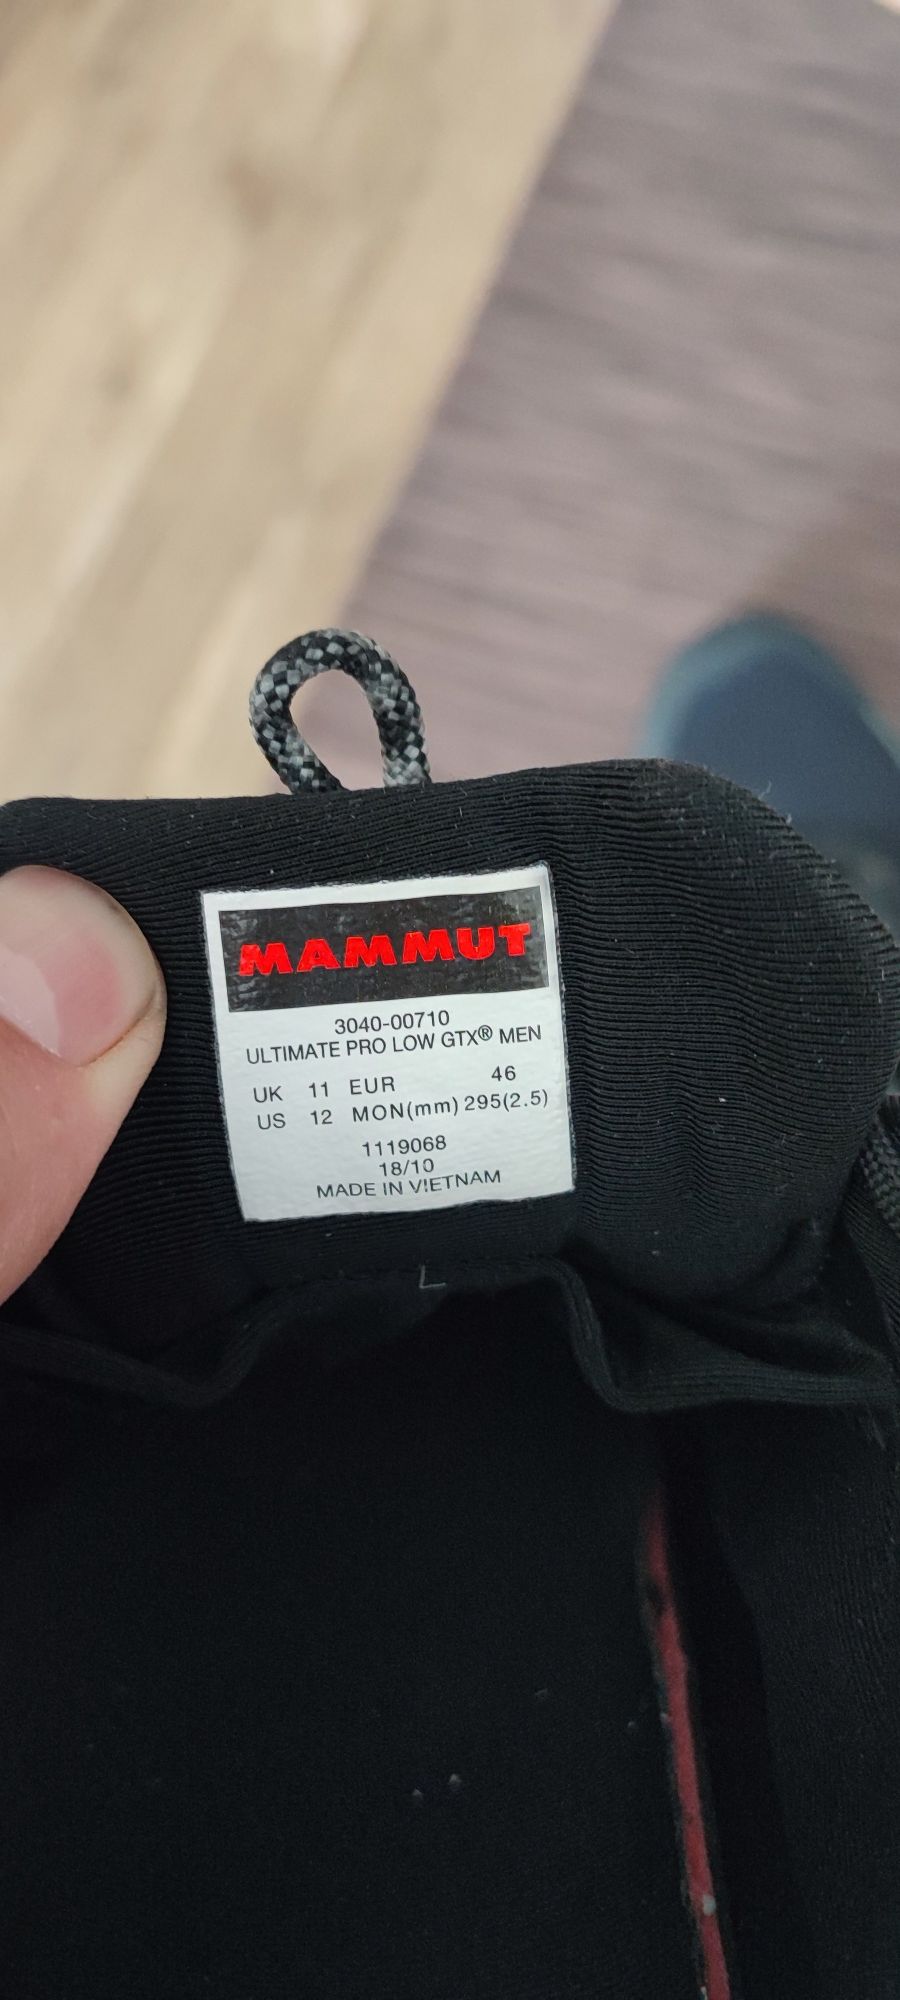 MAMMUT
3040-00710
ULTIMATE PRO LOW GTX® MEN
UK 11 EUR 46
US 12 MON(mm) 295(2.5)
1119068
18/10
MADE IN VIETNAM
L